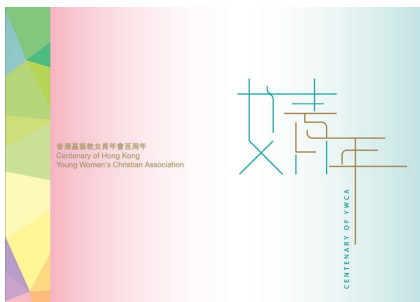 香港基督教女青年會百周年
Centenary of Hong Kong
Young Women's Christian Association
女青年
CENTENARY OF YWCA